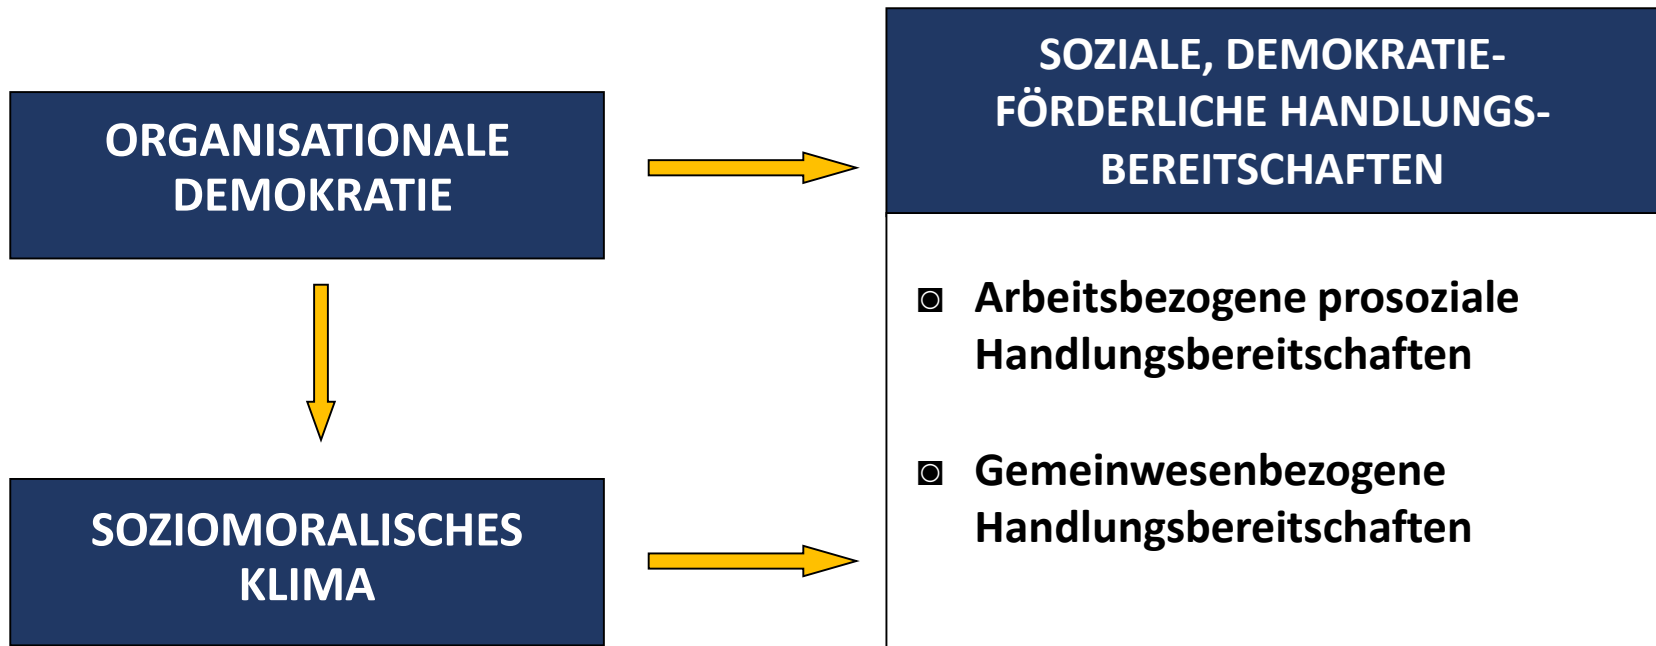 ORGANISATIONALE
DEMOKRATIE
SOZIOMORALISCHES
KLIMA
SOZIALE, DEMOKRATIE-
FÖRDERLICHE HANDLUNGS-
BEREITSCHAFTEN
◙ Arbeitsbezogene prosoziale
Handlungsbereitschaften
◙ Gemeinwesenbezogene
Handlungsbereitschaften